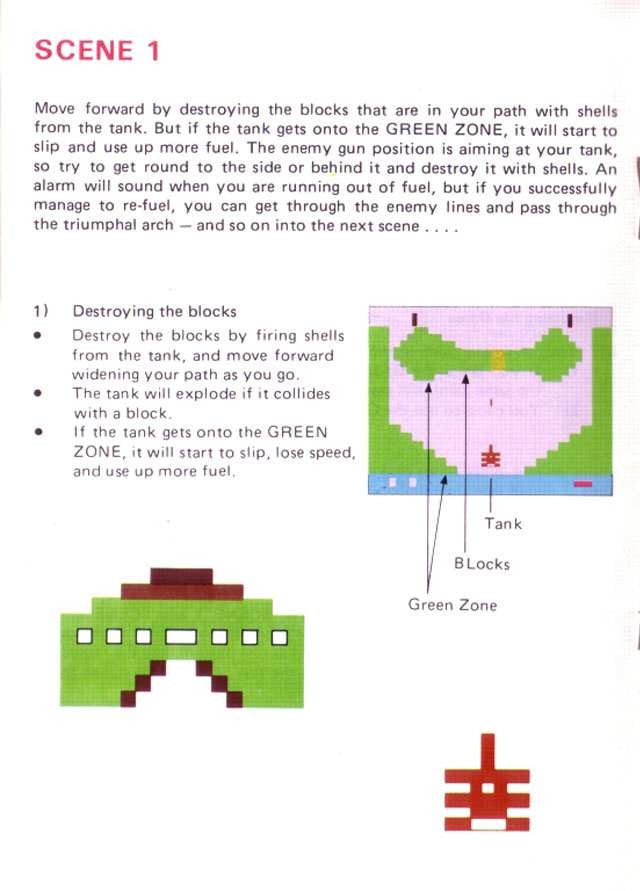 SCENE 1
Move forward by destroying the blocks that are in your path with shells
from the tank. But if the tank gets onto the GREEN ZONE, it will start to
slip and use up more fuel. The enemy gun position is aiming at your tank,
so try to get round to the side or behind it and destroy it with shells. An
alarm will sound when you are running out of fuel, but if you successfully
manage to re-fuel, you can get through the enemy lines and pass through
the triumphal arch — and so on into the next scene . . . .
1) Destroying the blocks
• Destroy the blocks by firing shells
from the tank, and move forward
widening your path as you go.
• The tank will explode if it collides
with a block.
• If the tank gets onto the GREEN
ZONE, it will start to slip, lose speed,
and use up more fuel.
Tank
BLocks
Green Zone